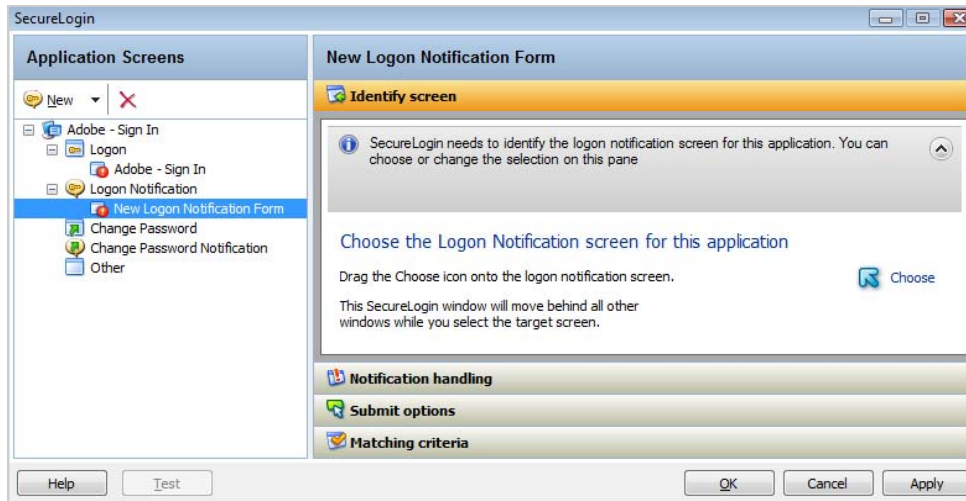 SecureLogin
Application Screens
New
Adobe - Sign In
Logon
Adobe - Sign In
Logon Notification
New Logon Notification Form
Change Password
Change Password Notification
Other
New Logon Notification Form
Identify screen
SecureLogin needs to identify the logon notification screen for this application. You can
choose or change the selection on this pane
Choose the Logon Notification screen for this application
Drag the Choose icon onto the logon notification screen.
Choose
This SecureLogin window will move behind all other
windows while you select the target screen.
Notification handling
Submit options
Matching criteria
Help
Test
OK
Cancel
Apply